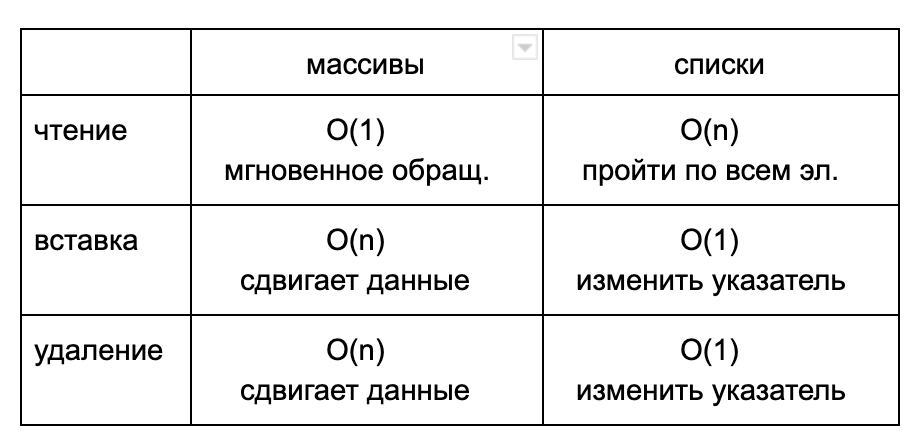 массивы
списки
чтение
O(1)
мгновенное обращ.
O(n)
пройти по всем эл.
вставка
O(n)
сдвигает данные
O(1)
изменить указатель
удаление
O(n)
сдвигает данные
O(1)
изменить указатель